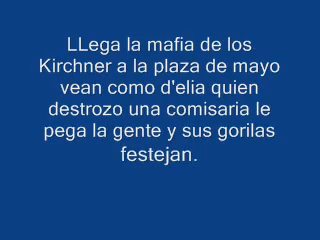 LLega la mafia de los
Kirchner a la plaza de mayo
vean como d'elia quien
destrozo una comisaria le
pega la gente y sus gorilas
festejan.